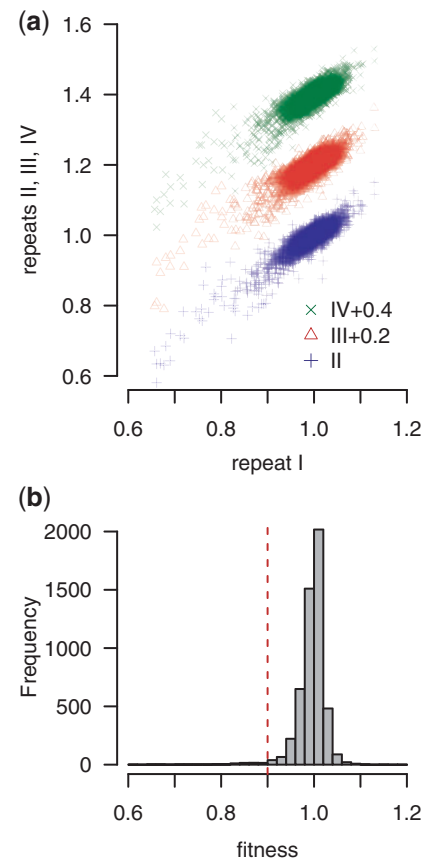 (a)
repeats II, III, IV
1.6
1.4
1.2
1.0
0.8
0.6
× IV+0.4
△ III+0.2
+ II
0.6 0.8 1.0 1.2
repeat I
(b)
Frequency
2000
1500
1000
500
0
0.6 0.8 1.0 1.2
fitness